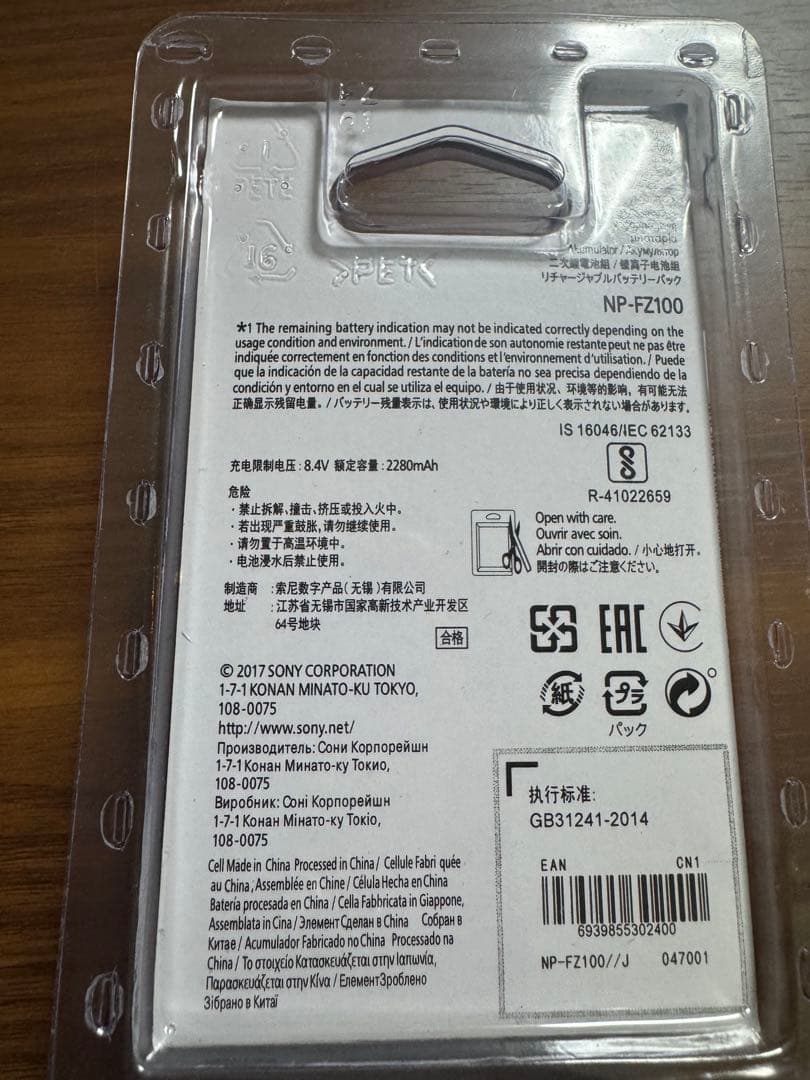 PETE
16
>PET<
Akumulator / Акумулятор
二次鋰電池組 / 锂离子电池组
リチャージャブルバッテリーパック
NP-FZ100
*1 The remaining battery indication may not be indicated correctly depending on the
usage condition and environment. / L'indication de son autonomie restante peut ne pas être
indiquée correctement en fonction des conditions et l'environnement d'utilisation. / Puede
que la indicación de la capacidad restante de la batería no sea precisa dependiendo de la
condición y entorno en el cual se utiliza el equipo. / 由于使用状况、环境等的影响，有可能无法
正确显示残留电量。/ バッテリー残量表示は、使用状況や環境により正しく表示されない場合があります。
IS 16046/IEC 62133
R-41022659
充电限制电压：8.4V 额定容量：2280mAh
危险
・禁止拆解、撞击、挤压或投入火中。
・若出现严重鼓胀，请勿继续使用。
・请勿置于高温环境中。
・电池浸水后禁止使用。
Open with care.
Ouvrir avec soin.
Abrir con cuidado. / 小心地打开。
開封の際はご注意ください。
制造商 ：索尼数字产品（无锡）有限公司
地址 ：江苏省无锡市国家高新技术产业开发区
64号地块
合格
EAC
紙
プラ
パック
© 2017 SONY CORPORATION
1-7-1 KONAN MINATO-KU TOKYO,
108-0075
http://www.sony.net/
Производитель: Сони Корпорейшн
1-7-1 Конан Минато-ку Токио,
108-0075
Виробник: Соні Корпорейшн
1-7-1 Конан Мінато-ку Токіо,
108-0075
Cell Made in China Processed in China / Cellule Fabri quée
au China, Assemblée en Chine / Célula Hecha en China
Batería procesada en China / Cella Fabbricata in Giappone,
Assemblata in Cina / Элемент Сделан в China Собран в
Китае / Acumulador Fabricado no China Processado na
China / Το στοιχείο Κατασκευάζεται στην Ιαπωνία,
Παρασκευάζεται στην Κίνα / Елемент Зроблено
Зібрано в Китаї
执行标准：
GB31241-2014
EAN CN1
6939855302400
NP-FZ100//J 047001